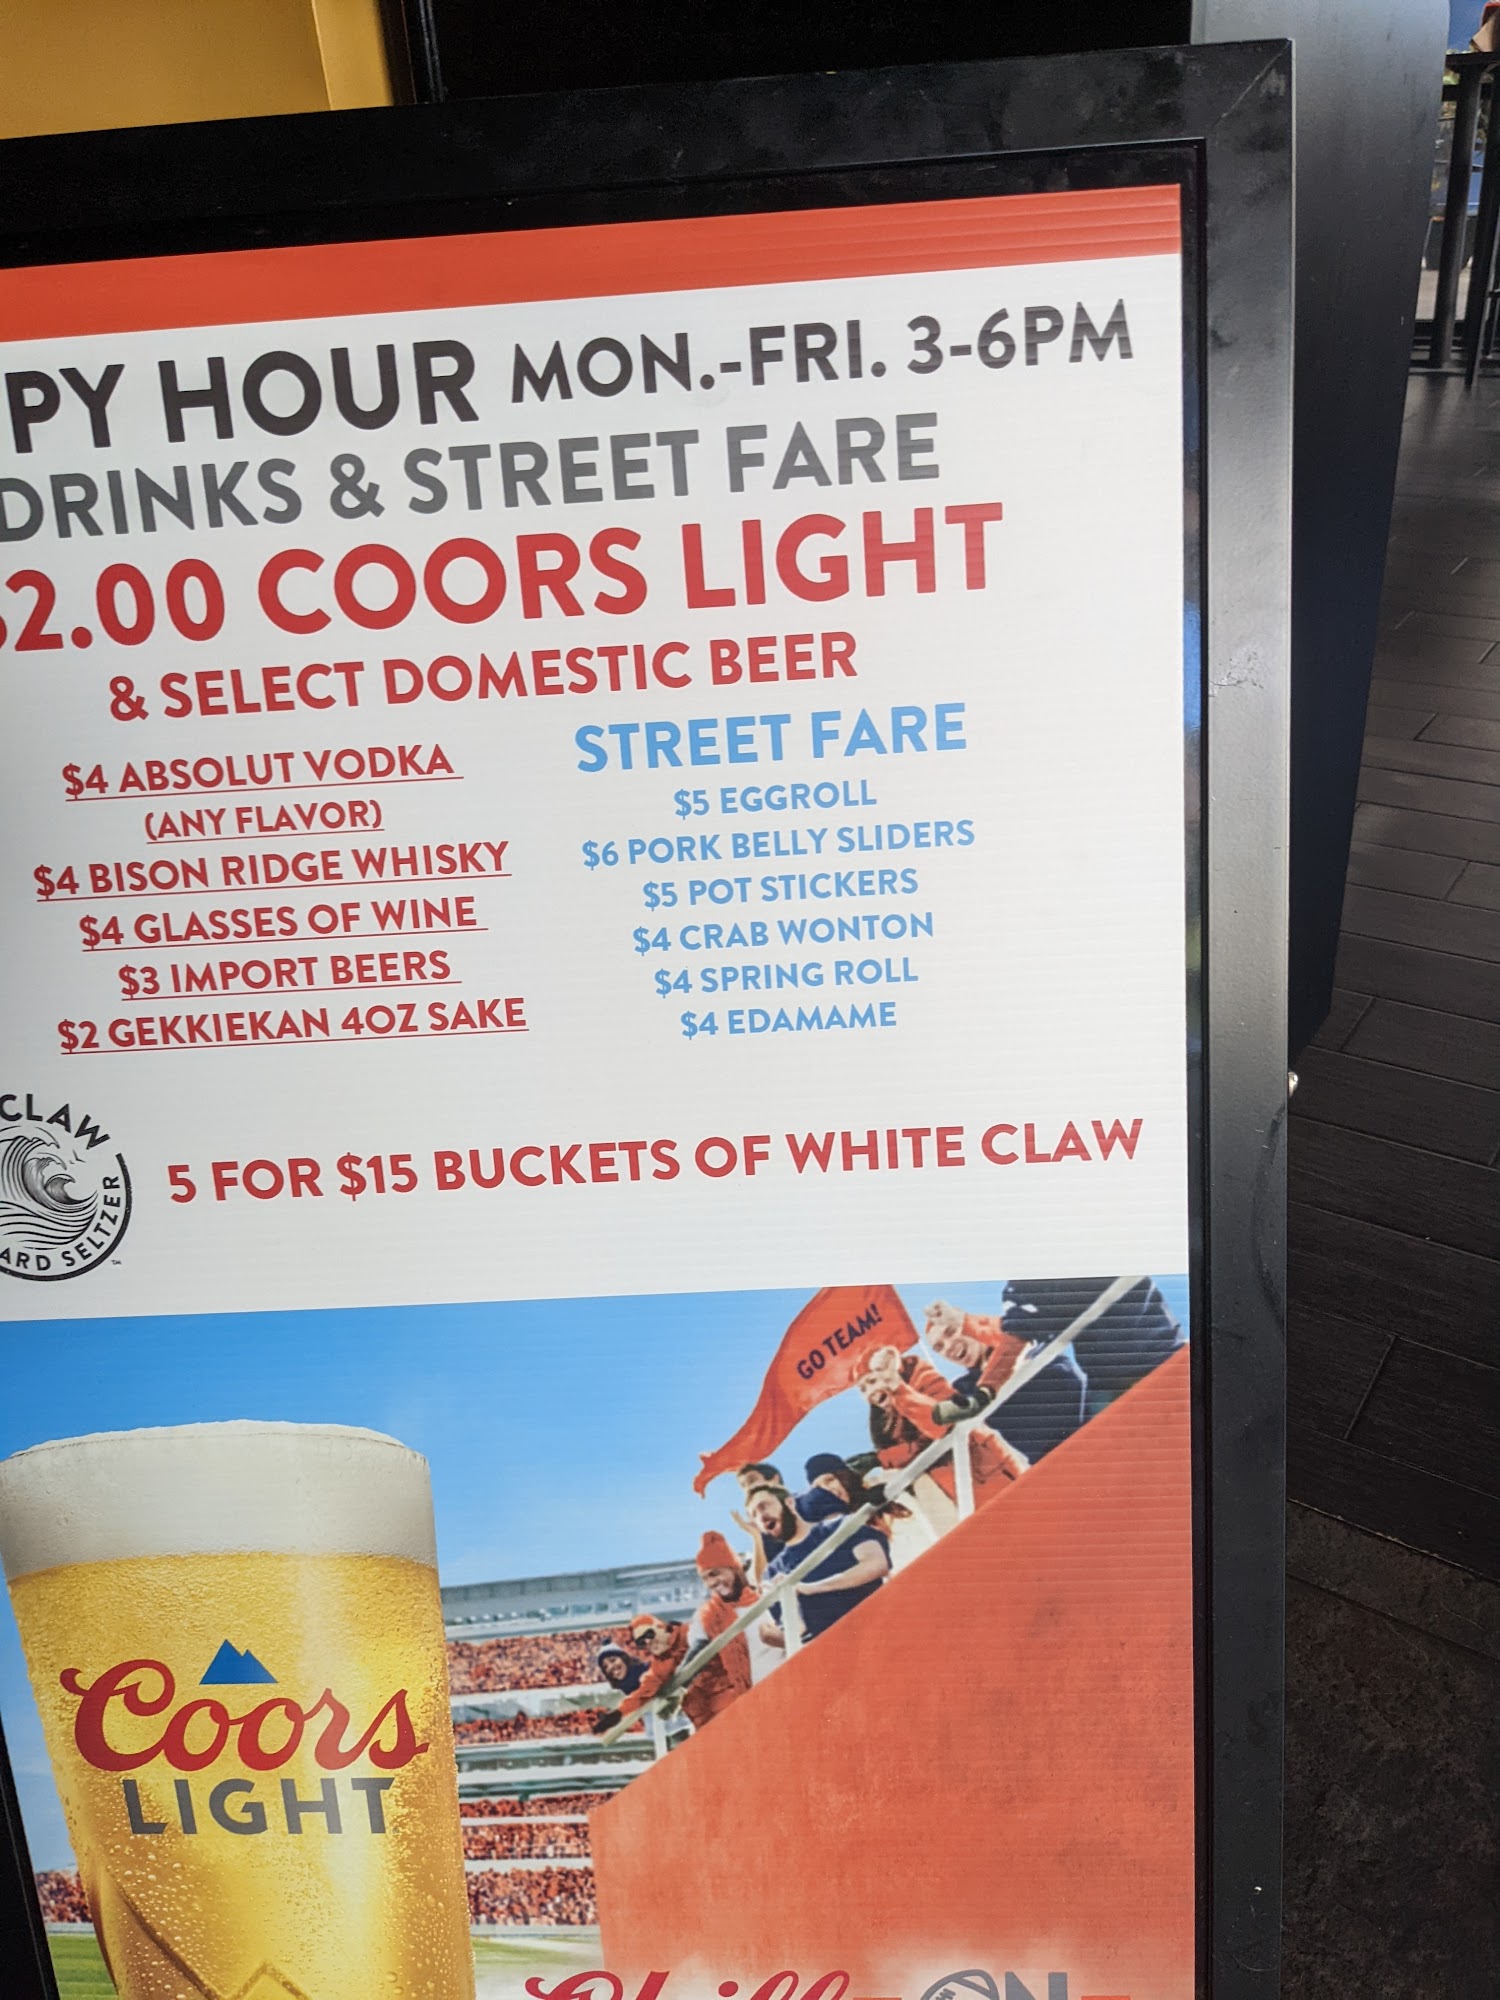 PY HOUR MON.-FRI. 3-6PM
DRINKS & STREET FARE
2.00 COORS LIGHT
& SELECT DOMESTIC BEER
$4 ABSOLUT VODKA
(ANY FLAVOR)
$4 BISON RIDGE WHISKY
$4 GLASSES OF WINE
$3 IMPORT BEERS
$2 GEKKIEKAN 4OZ SAKE
STREET FARE
$5 EGGROLL
$6 PORK BELLY SLIDERS
$5 POT STICKERS
$4 CRAB WONTON
$4 SPRING ROLL
$4 EDAMAME
CLAW
ARD SELTZER
5 FOR $15 BUCKETS OF WHITE CLAW
GO TEAM!
Coors
LIGHT